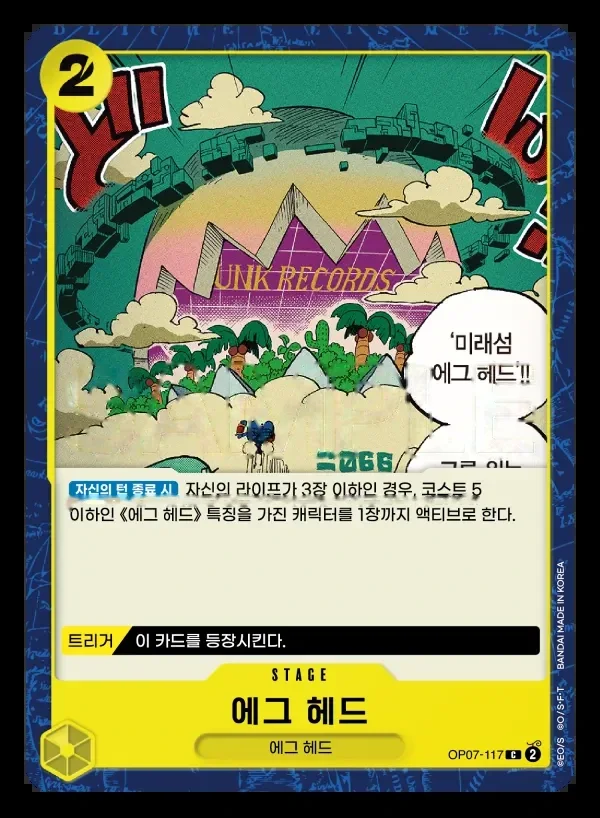 2
UNK RECORDS
'미래섬
에그 헤드'!!
066
SAMPLE
자신의 턴 종료 시 자신의 라이프가 3장 이하인 경우, 코스트 5
이하인 《에그 헤드》 특징을 가진 캐릭터를 1장까지 액티브로 한다.
트리거 이 카드를 등장시킨다.
STAGE
에그 헤드
에그 헤드
OP07-117 C 2
©EO/S ©O/S·F·T BANDAI MADE IN KOREA